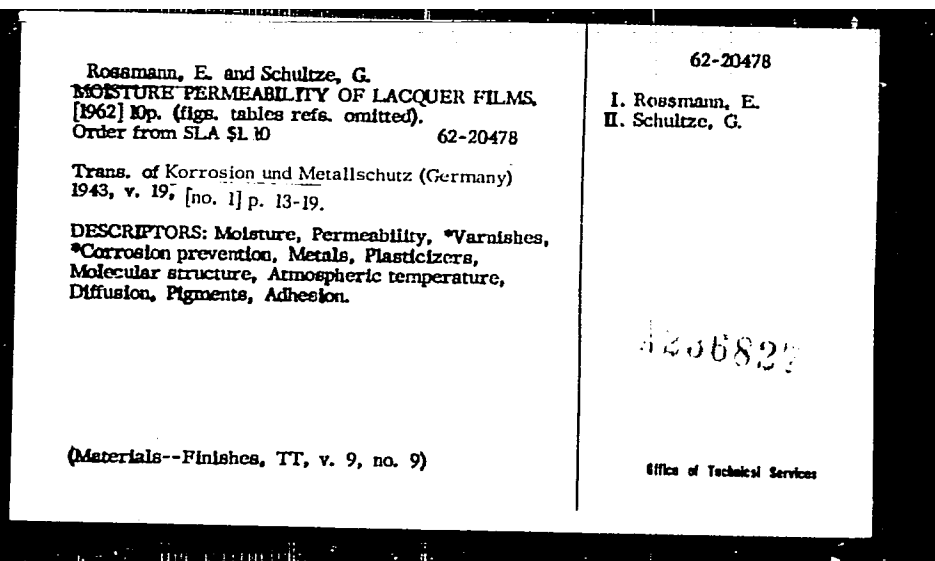 Rossmann, E. and Schultze, G.
MOISTURE PERMEABILITY OF LACQUER FILMS.
[1962] 10p. (figs. tables refs. omitted).
Order from SLA $1.10 62-20478
Trans. of Korrosion und Metallschutz (Germany)
1943, v. 19, [no. 1] p. 13-19.
DESCRIPTORS: Moisture, Permeability, *Varnishes,
*Corrosion prevention, Metals, Plasticizers,
Molecular structure, Atmospheric temperature,
Diffusion, Pigments, Adhesion.
(Materials--Finishes, TT, v. 9, no. 9)
62-20478
I. Rossmann, E.
II. Schultze, G.
Office of Technical Services